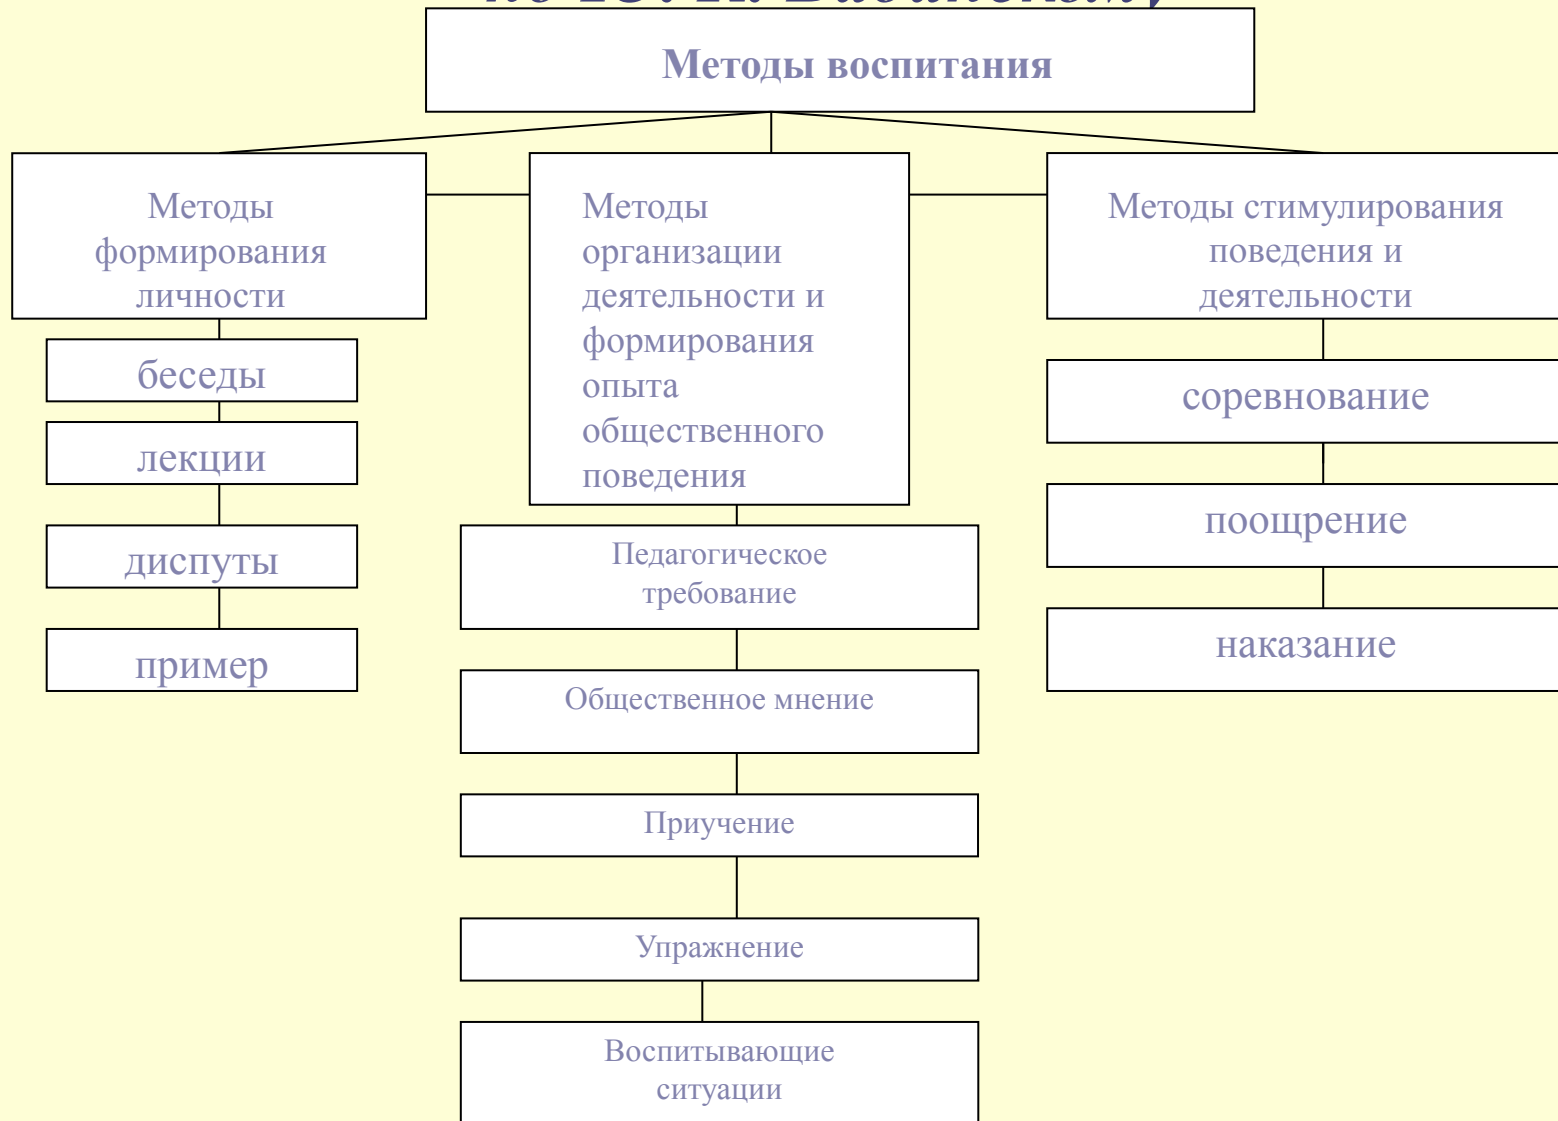 Методы воспитания
Методы
формирования
личности
беседы
лекции
диспуты
пример
Методы
организации
деятельности и
формирования
опыта
общественного
поведения
Педагогическое
требование
Общественное мнение
Приучение
Упражнение
Воспитывающие
ситуации
Методы стимулирования
поведения и
деятельности
соревнование
поощрение
наказание